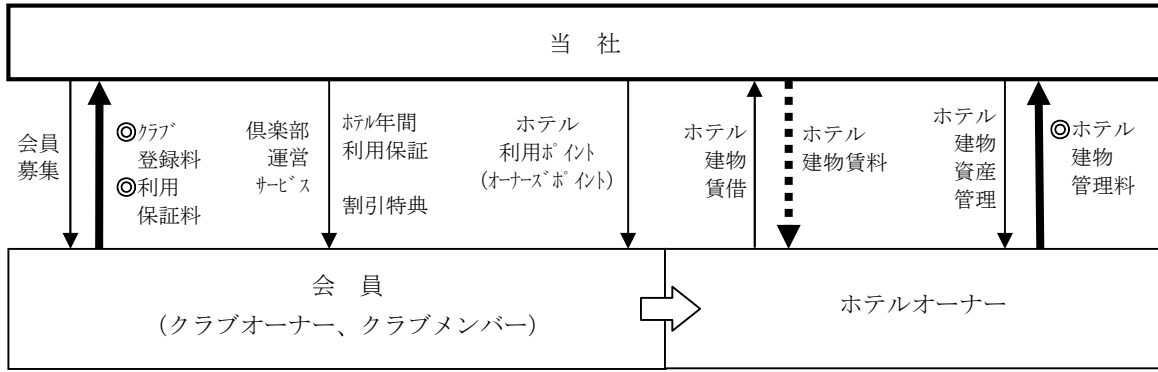 当 社
会員
募集
◎ｸﾗﾌﾞ
登録料
◎利用
保証料
倶楽部
運営
ｻｰﾋﾞｽ
ﾎﾃﾙ年間
利用保証
割引特典
ホテル
利用ﾎﾟｲﾝﾄ
(ｵｰﾅｰｽﾞﾎﾟｲﾝﾄ)
ホテル
建物
賃借
ホテル
建物賃料
ホテル
建物
資産
管理
◎ホテル
建物
管理料
会 員
(クラブオーナー、クラブメンバー)
ホテルオーナー